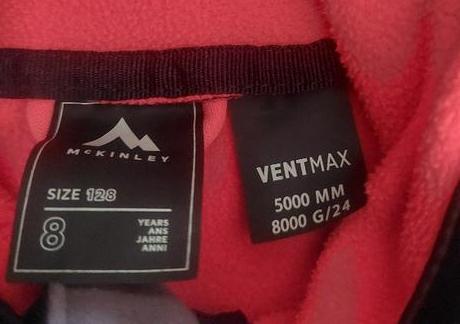 McKINLEY
SIZE 128
8
YEARS
ANS
JAHRE
ANNI
VENTMAX
5000 MM
8000 G/24